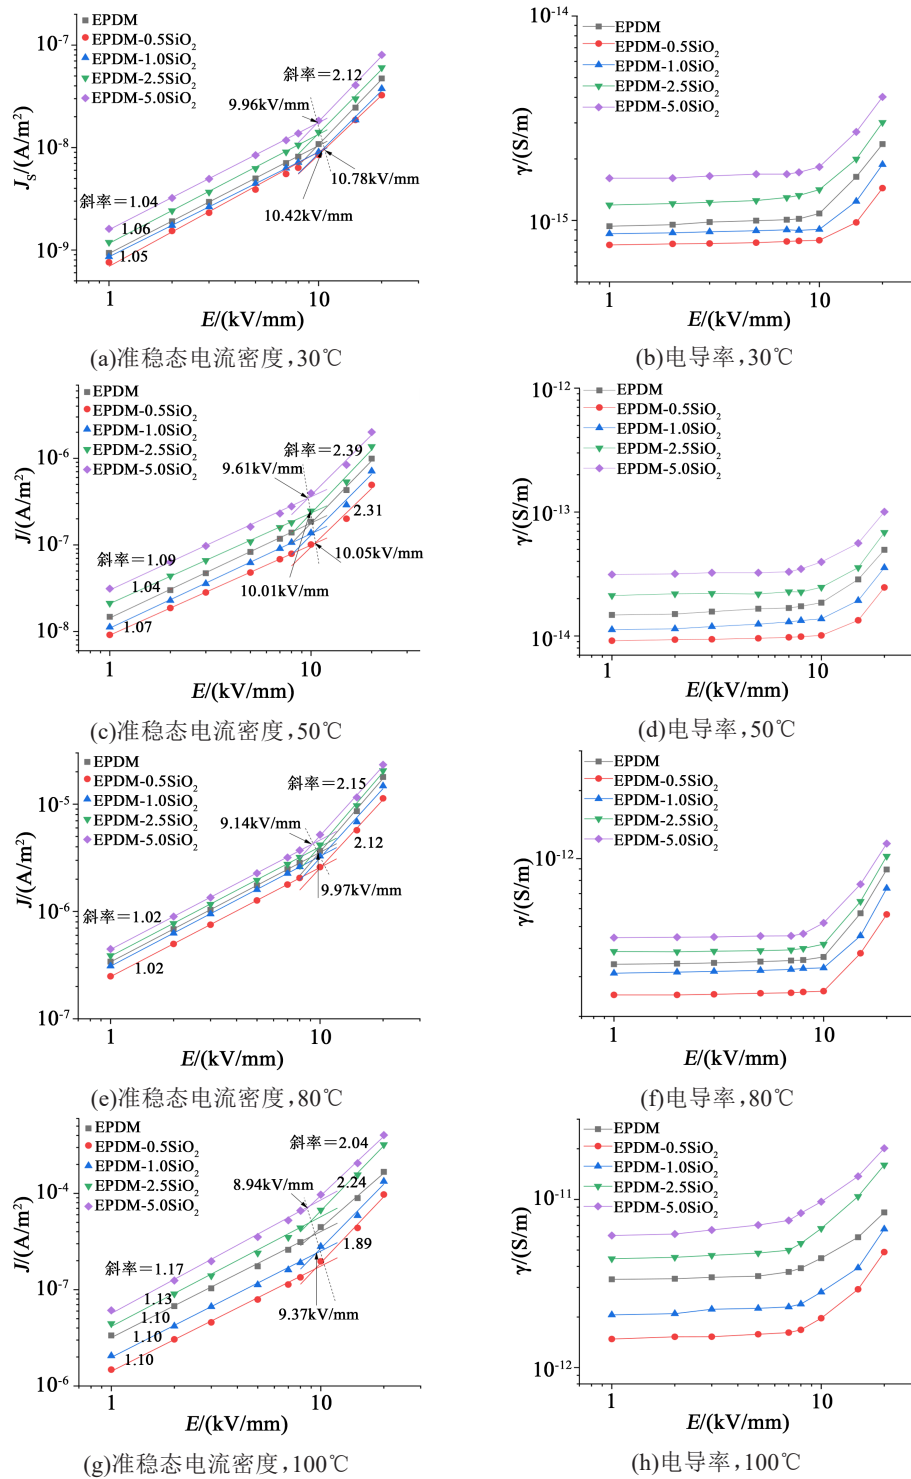 EPDM
EPDM-0.5SiO₂
EPDM-1.0SiO₂
EPDM-2.5SiO₂
EPDM-5.0SiO₂
斜率=2.12
9.96kV/mm
10.78kV/mm
10.42kV/mm
斜率=1.04
1.06
1.05
10⁻⁷
10⁻⁸
10⁻⁹
J_S/(A/m²)
1
10
E/(kV/mm)
(a)准稳态电流密度,30℃
EPDM
EPDM-0.5SiO₂
EPDM-1.0SiO₂
EPDM-2.5SiO₂
EPDM-5.0SiO₂
10⁻¹⁴
10⁻¹⁵
γ/(S/m)
1
10
E/(kV/mm)
(b)电导率,30℃
EPDM
EPDM-0.5SiO₂
EPDM-1.0SiO₂
EPDM-2.5SiO₂
EPDM-5.0SiO₂
斜率=2.39
9.61kV/mm
2.31
10.05kV/mm
10.01kV/mm
斜率=1.09
1.04
1.07
10⁻⁶
10⁻⁷
10⁻⁸
J/(A/m²)
1
10
E/(kV/mm)
(c)准稳态电流密度,50℃
EPDM
EPDM-0.5SiO₂
EPDM-1.0SiO₂
EPDM-2.5SiO₂
EPDM-5.0SiO₂
10⁻¹²
10⁻¹³
10⁻¹⁴
γ/(S/m)
1
10
E/(kV/mm)
(d)电导率,50℃
EPDM
EPDM-0.5SiO₂
EPDM-1.0SiO₂
EPDM-2.5SiO₂
EPDM-5.0SiO₂
斜率=2.15
9.14kV/mm
2.12
9.97kV/mm
斜率=1.02
1.02
10⁻⁵
10⁻⁶
10⁻⁷
J/(A/m²)
1
10
E/(kV/mm)
(e)准稳态电流密度,80℃
EPDM
EPDM-0.5SiO₂
EPDM-1.0SiO₂
EPDM-2.5SiO₂
EPDM-5.0SiO₂
10⁻¹²
γ/(S/m)
1
10
E/(kV/mm)
(f)电导率,80℃
EPDM
EPDM-0.5SiO₂
EPDM-1.0SiO₂
EPDM-2.5SiO₂
EPDM-5.0SiO₂
斜率=2.04
8.94kV/mm
2.24
1.89
9.37kV/mm
斜率=1.17
1.13
1.10
1.10
1.10
10⁻⁴
10⁻⁷
10⁻⁶
J/(A/m²)
1
10
E/(kV/mm)
(g)准稳态电流密度,100℃
EPDM
EPDM-0.5SiO₂
EPDM-1.0SiO₂
EPDM-2.5SiO₂
EPDM-5.0SiO₂
10⁻¹¹
10⁻¹²
γ/(S/m)
1
10
E/(kV/mm)
(h)电导率,100℃